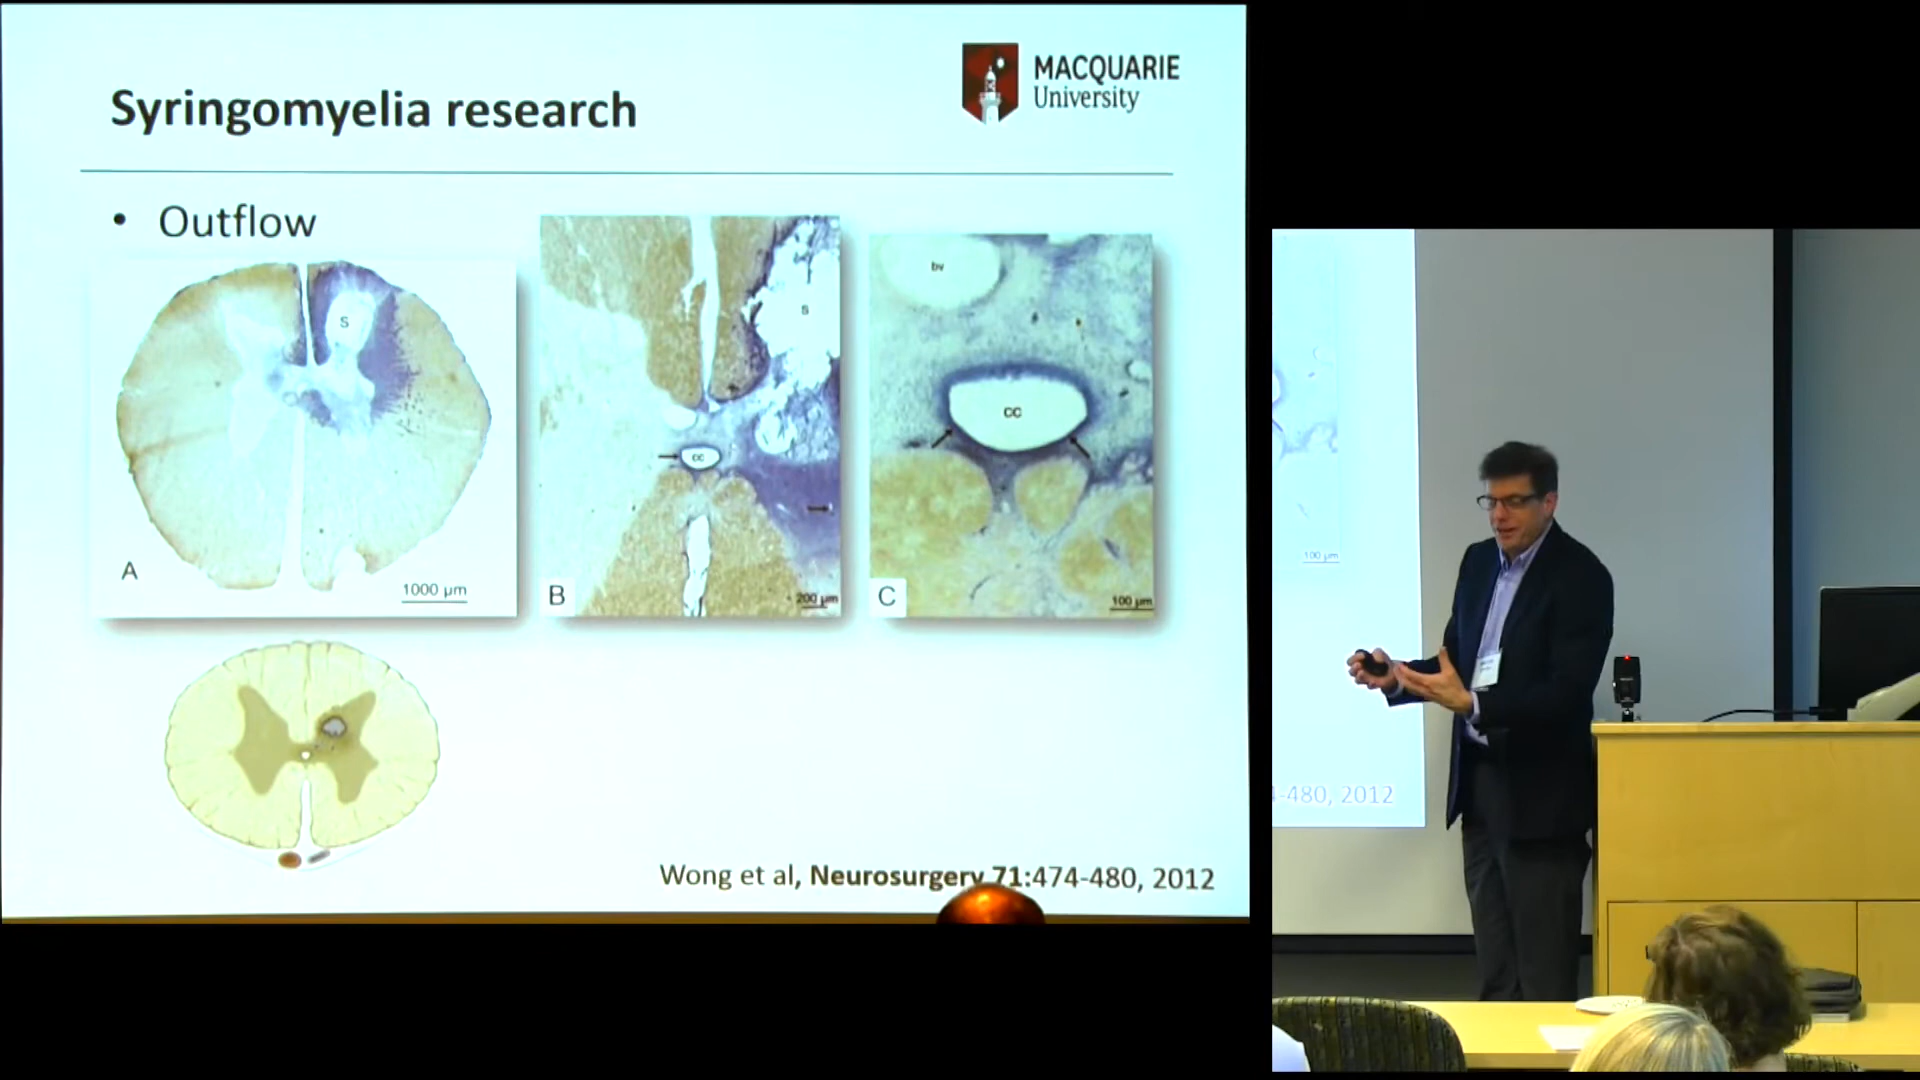 Syringomyelia research
MACQUARIE
University
• Outflow
S
A
1000 µm
s
cc
B
200 µm
bv
cc
C
100 µm
Wong et al, Neurosurgery 71:474-480, 2012
100 µm
-480, 2012